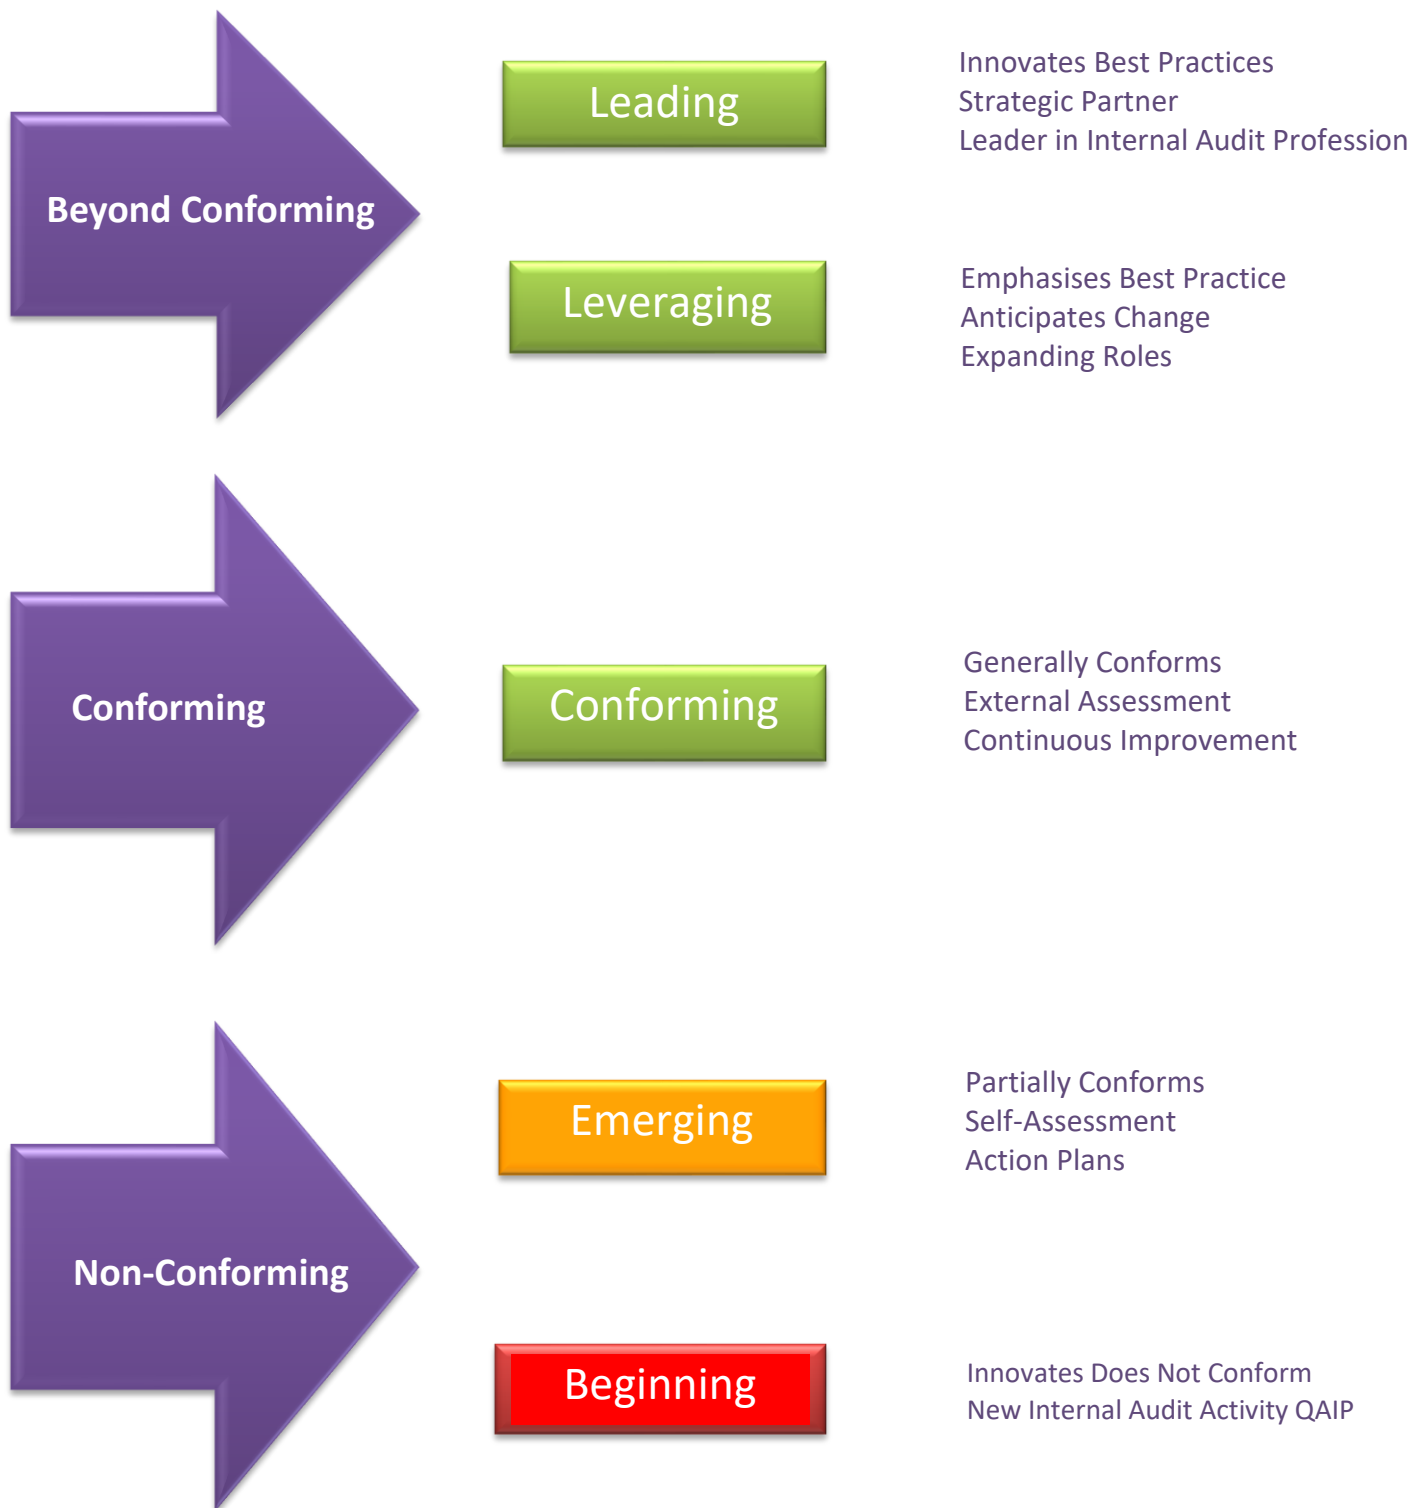 Beyond Conforming
Leading
Innovates Best Practices
Strategic Partner
Leader in Internal Audit Profession
Leveraging
Emphasises Best Practice
Anticipates Change
Expanding Roles
Conforming
Conforming
Generally Conforms
External Assessment
Continuous Improvement
Non-Conforming
Emerging
Partially Conforms
Self-Assessment
Action Plans
Beginning
Innovates Does Not Conform
New Internal Audit Activity QAIP